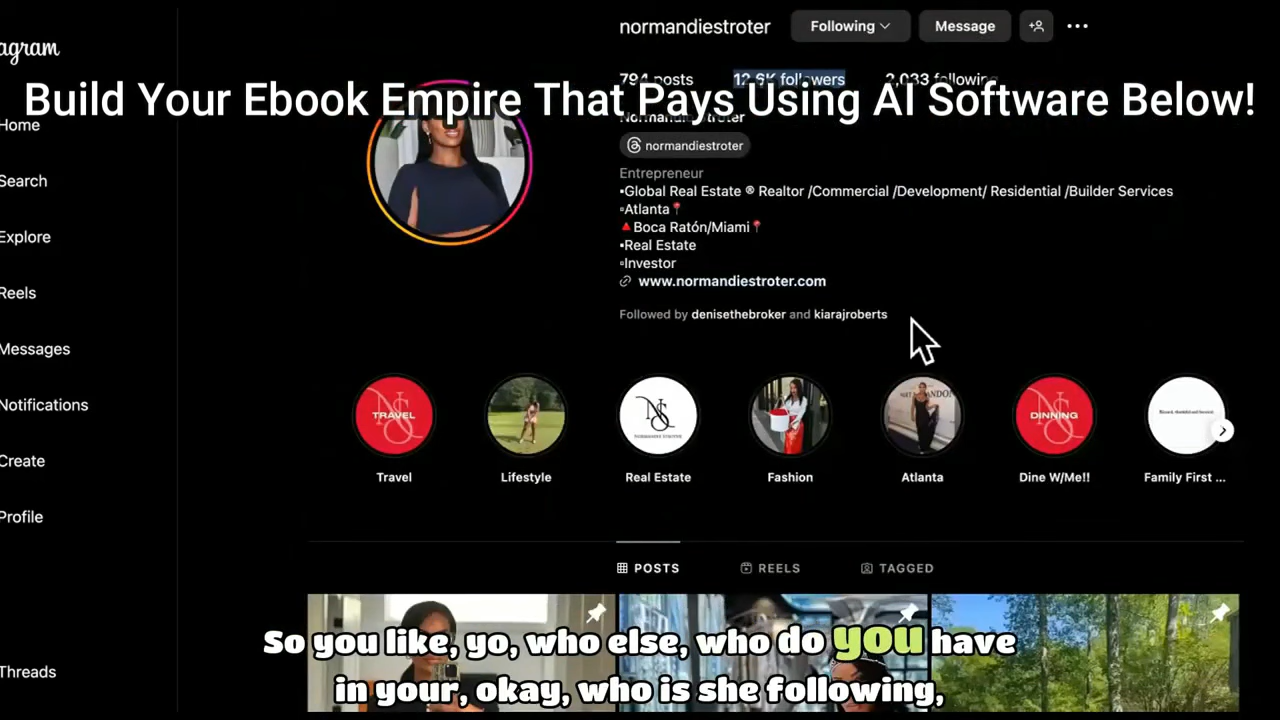 agram
normandiestroter
Following
Message
794 posts
12.6K followers
2,033 following
Build Your Ebook Empire That Pays Using AI Software Below!
Normandie Stroter
normandiestroter
Entrepreneur
▪Global Real Estate ® Realtor /Commercial /Development/ Residential /Builder Services
▫Atlanta📍
🔺Boca Ratón/Miami📍
▪Real Estate
▫Investor
www.normandiestroter.com
Followed by denisethebroker and kiarajroberts
Home
Search
Explore
Reels
Messages
Notifications
Create
Profile
Threads
TRAVEL
NS
DINNING
Travel
Lifestyle
Real Estate
Fashion
Atlanta
Dine W/Me!!
Family First ...
POSTS
REELS
TAGGED
So you like, yo, who else, who do you have
in your, okay, who is she following,